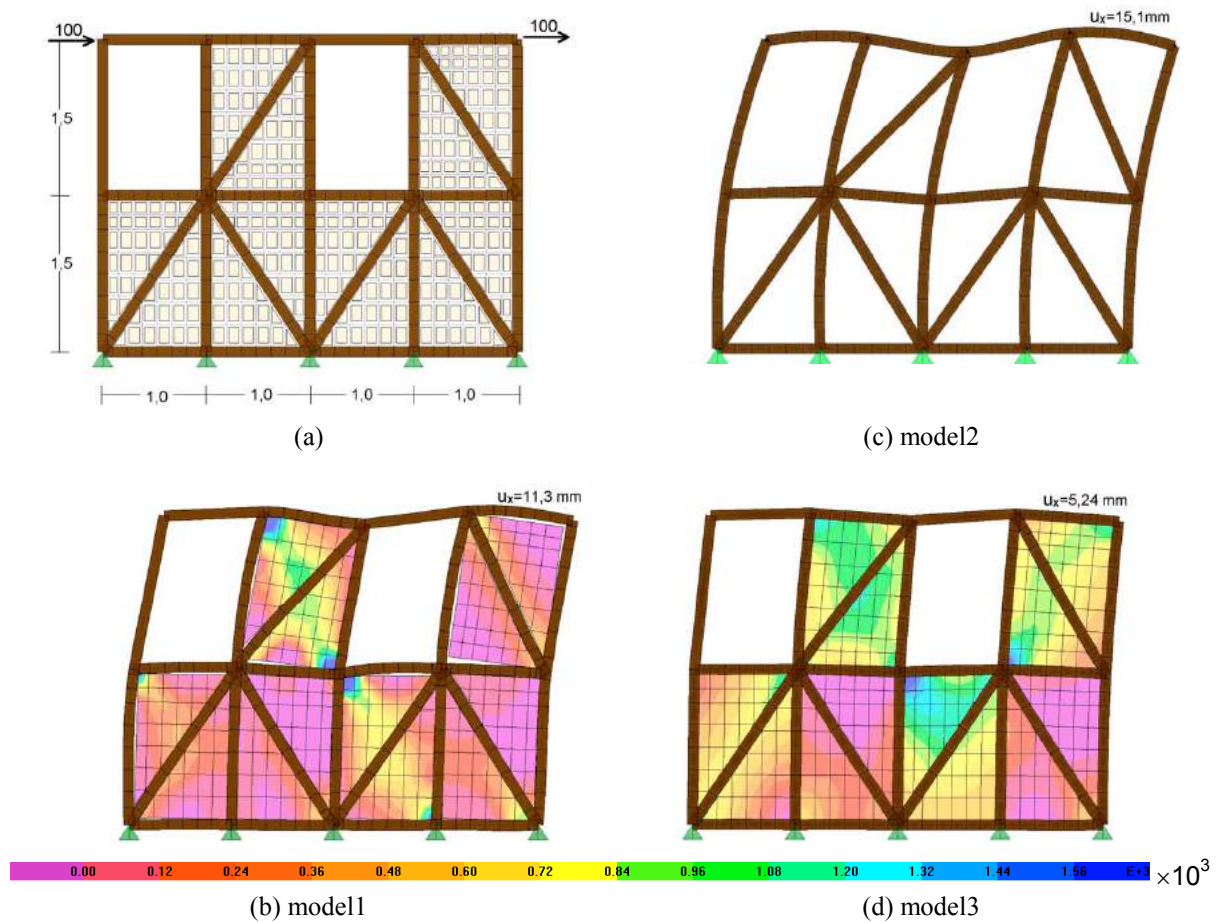 100
100
1,5
1,5
1,0 1,0 1,0 1,0
(a)
uₓ=15,1mm
(c) model2
uₓ=11,3 mm
uₓ=5,24 mm
0.00 0.12 0.24 0.36 0.48 0.60 0.72 0.84 0.96 1.08 1.20 1.32 1.44 1.56 E+3 ×10³
(b) model1
(d) model3